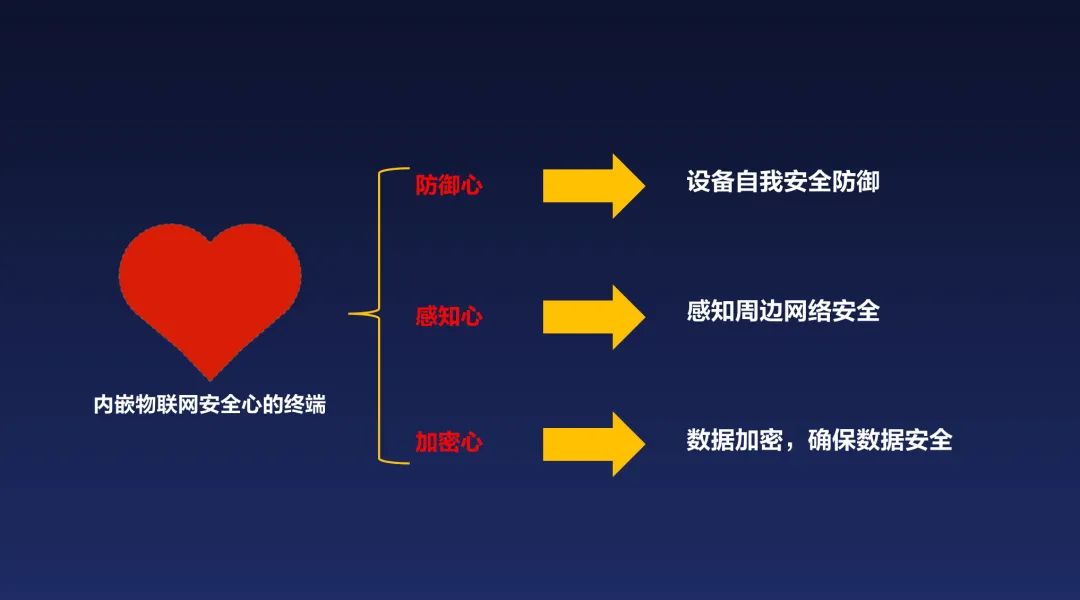 防御心
设备自我安全防御
感知心
感知周边网络安全
内嵌物联网安全心的终端
加密心
数据加密，确保数据安全